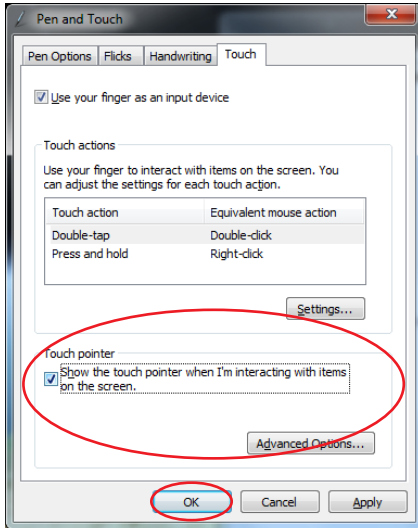 Pen and Touch
Pen Options Flicks Handwriting Touch
Use your finger as an input device
Touch actions
Use your finger to interact with items on the screen. You
can adjust the settings for each touch action.
Touch action Equivalent mouse action
Double-tap Double-click
Press and hold Right-click
Settings...
Touch pointer
Show the touch pointer when I'm interacting with items
on the screen.
Advanced Options...
OK Cancel Apply